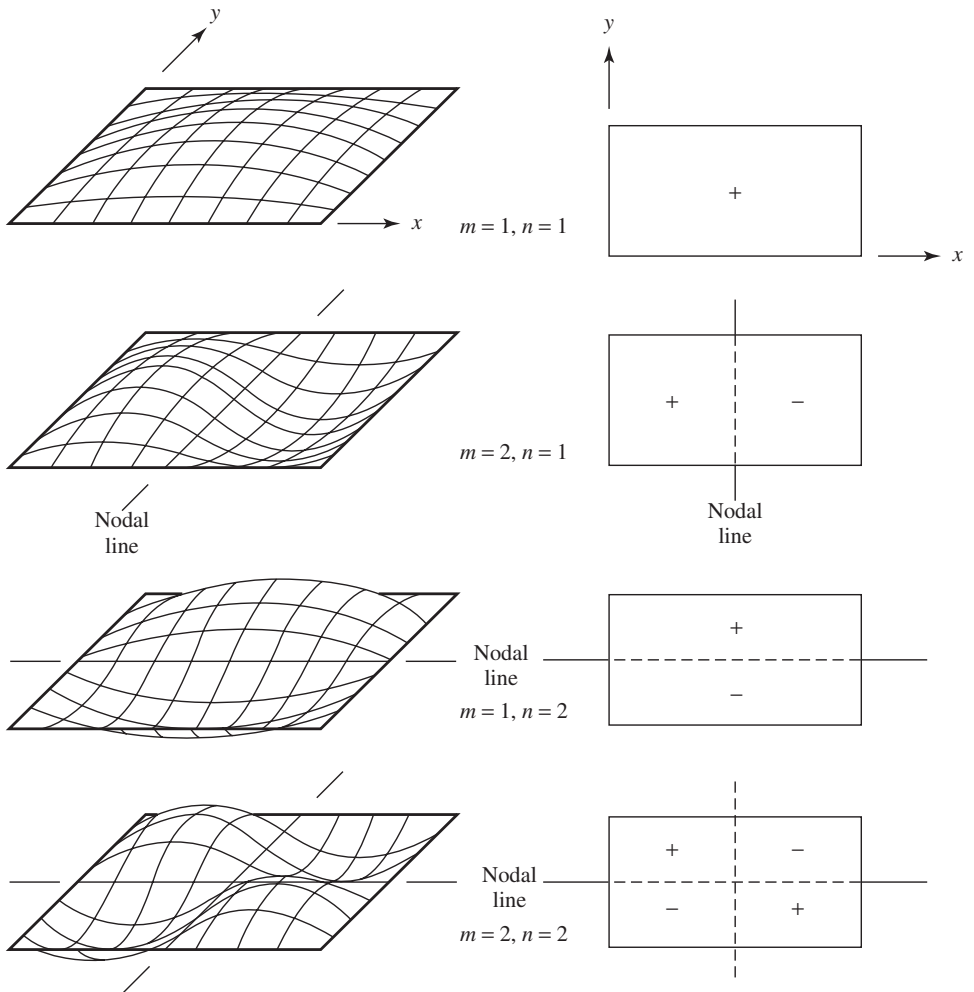 y
y
+
x
m = 1, n = 1
x
+
−
m = 2, n = 1
Nodal
line
Nodal
line
+
Nodal
line
−
m = 1, n = 2
+
−
Nodal
line
−
+
m = 2, n = 2